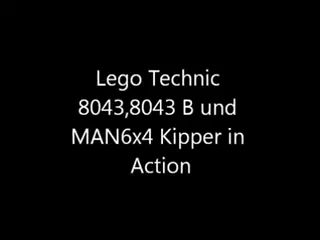 Lego Technic
8043,8043 B und
MAN6x4 Kipper in
Action